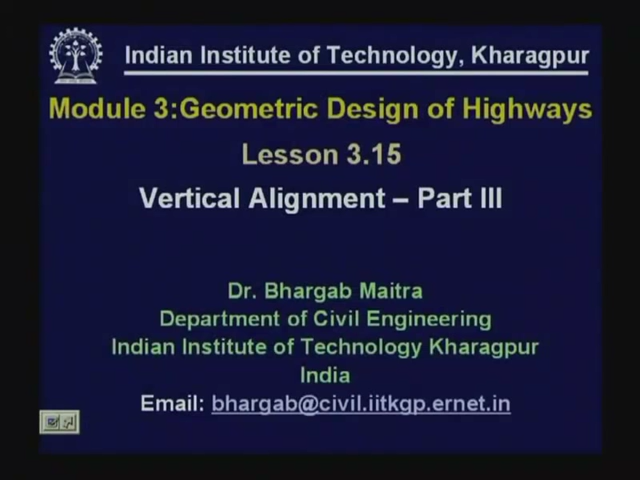 Indian Institute of Technology, Kharagpur
Module 3:Geometric Design of Highways
Lesson 3.15
Vertical Alignment – Part III
Dr. Bhargab Maitra
Department of Civil Engineering
Indian Institute of Technology Kharagpur
India
Email: bhargab@civil.iitkgp.ernet.in